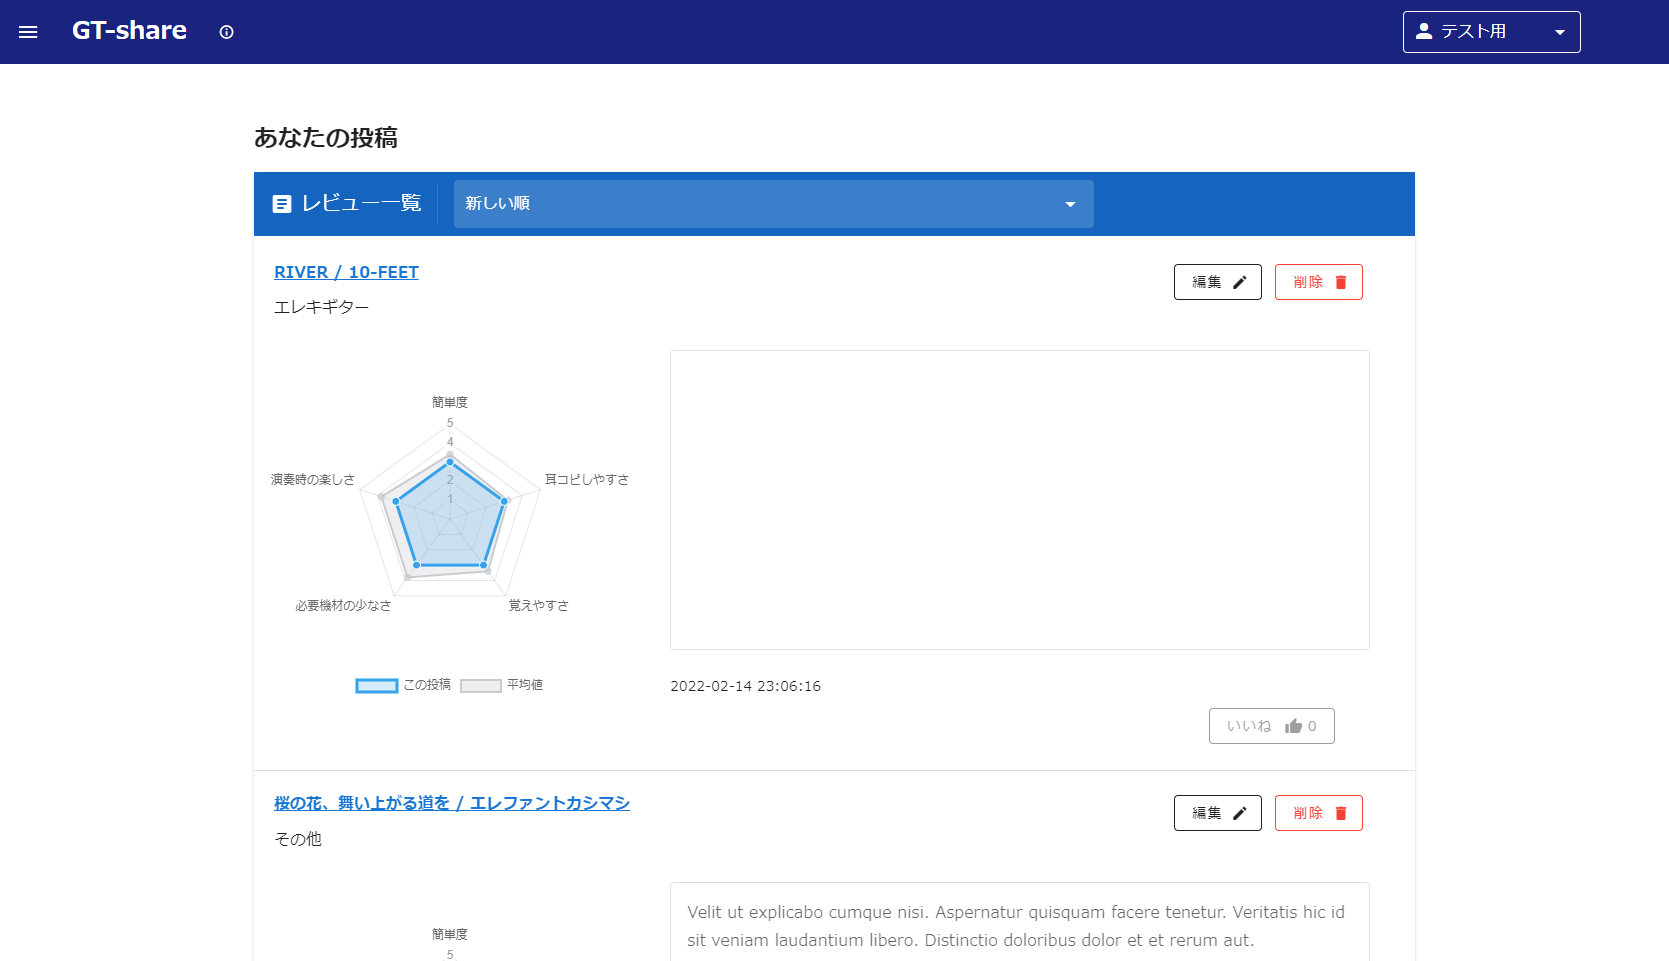 GT-share
テスト用
あなたの投稿
レビュー一覧
新しい順
RIVER / 10-FEET
編集
削除
エレキギター
簡単度
5
4
2
1
演奏時の楽しさ
耳コピしやすさ
必要機材の少なさ
覚えやすさ
この投稿
平均値
2022-02-14 23:06:16
いいね 0
桜の花、舞い上がる道を / エレファントカシマシ
編集
削除
その他
簡単度
5
Velit ut explicabo cumque nisi. Aspernatur quisquam facere tenetur. Veritatis hic id
sit veniam laudantium libero. Distinctio doloribus dolor et et rerum aut.